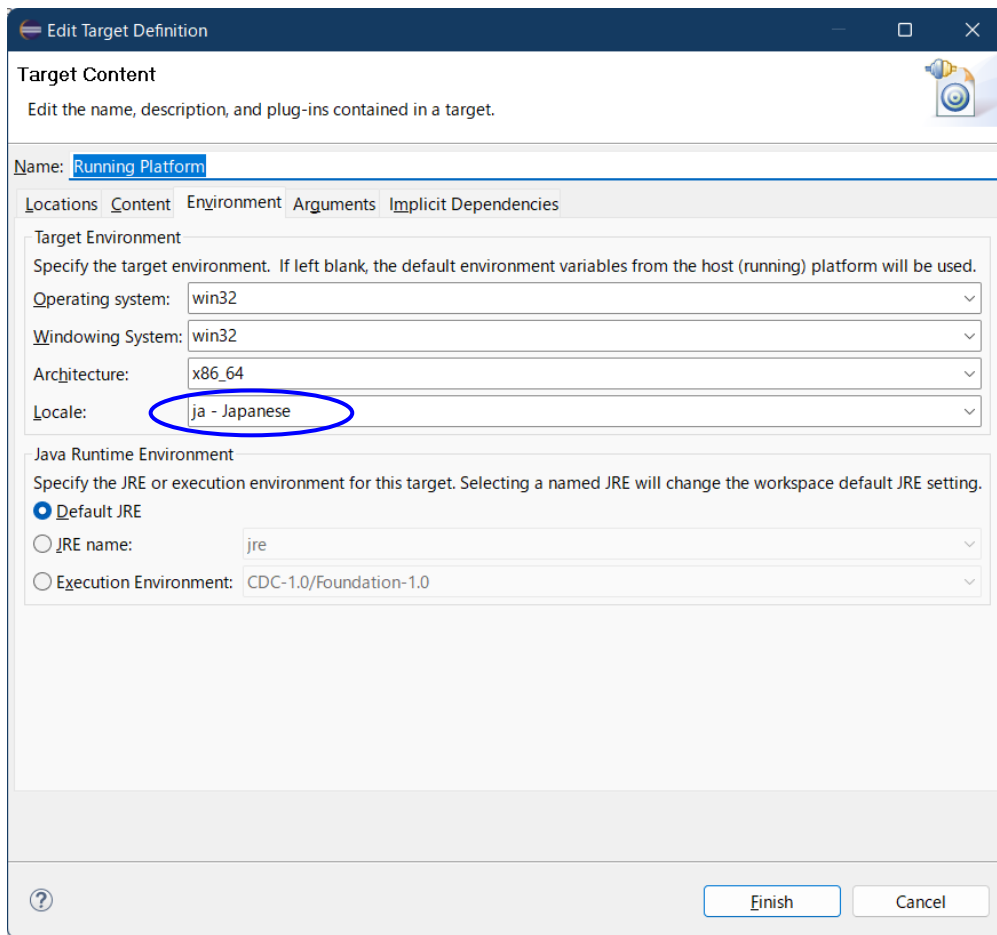 Edit Target Definition
Target Content
Edit the name, description, and plug-ins contained in a target.
Name: Running Platform
Locations Content Environment Arguments Implicit Dependencies
Target Environment
Specify the target environment.  If left blank, the default environment variables from the host (running) platform will be used.
Operating system: win32
Windowing System: win32
Architecture: x86_64
Locale: ja - Japanese
Java Runtime Environment
Specify the JRE or execution environment for this target. Selecting a named JRE will change the workspace default JRE setting.
Default JRE
JRE name: jre
Execution Environment: CDC-1.0/Foundation-1.0
?
Finish Cancel